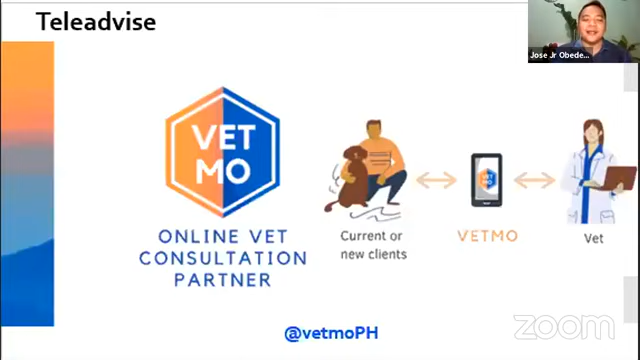 Teleadvise
Jose Jr Obede...
VET
MO
ONLINE VET
CONSULTATION
PARTNER
Current or
new clients
VETMO
Vet
@vetmoPH
zoom